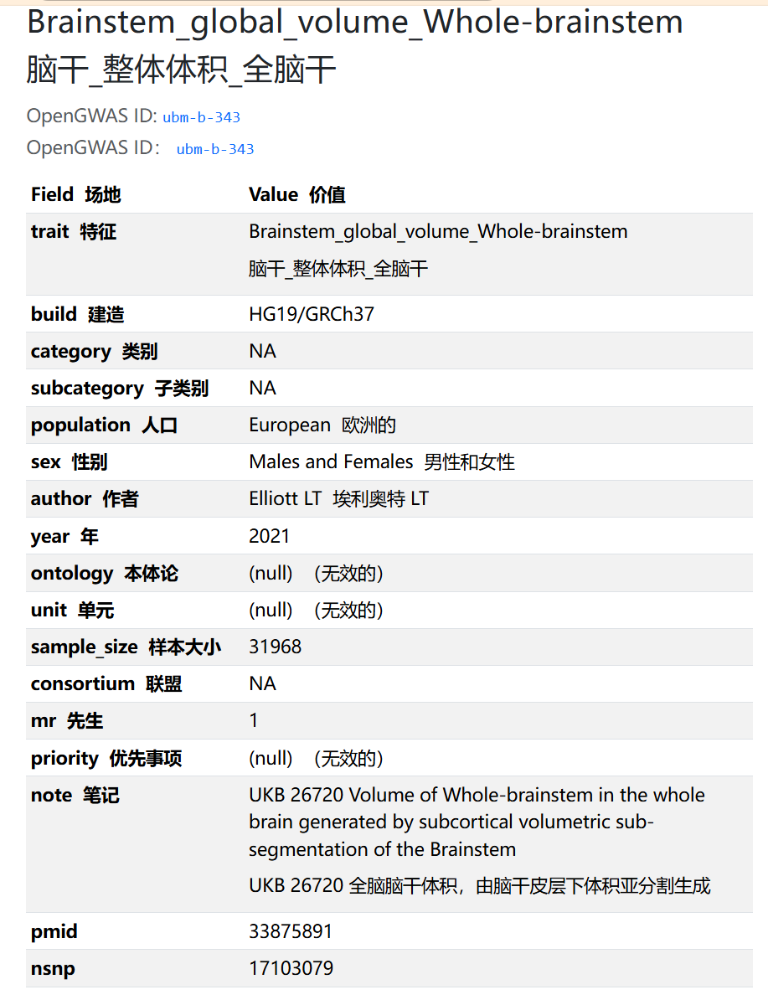 Brainstem_global_volume_Whole-brainstem
脑干_整体体积_全脑干
OpenGWAS ID: ubm-b-343
OpenGWAS ID： ubm-b-343
Field 场地 Value 价值
trait 特征 Brainstem_global_volume_Whole-brainstem
脑干_整体体积_全脑干
build 建造 HG19/GRCh37
category 类别 NA
subcategory 子类别 NA
population 人口 European 欧洲的
sex 性别 Males and Females 男性和女性
author 作者 Elliott LT 埃利奥特 LT
year 年 2021
ontology 本体论 (null) （无效的）
unit 单元 (null) （无效的）
sample_size 样本大小 31968
consortium 联盟 NA
mr 先生 1
priority 优先事项 (null) （无效的）
note 笔记 UKB 26720 Volume of Whole-brainstem in the whole
brain generated by subcortical volumetric sub-
segmentation of the Brainstem
UKB 26720 全脑脑干体积，由脑干皮层下体积亚分割生成
pmid 33875891
nsnp 17103079